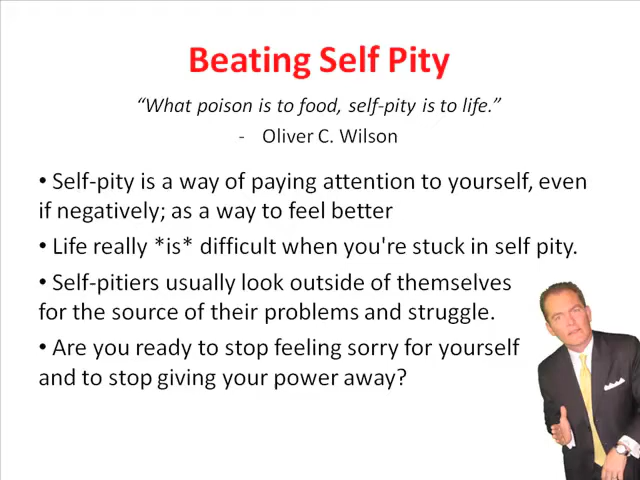 Beating Self Pity
“What poison is to food, self-pity is to life.”
- Oliver C. Wilson
• Self-pity is a way of paying attention to yourself, even
if negatively; as a way to feel better
• Life really *is* difficult when you're stuck in self pity.
• Self-pitiers usually look outside of themselves
for the source of their problems and struggle.
• Are you ready to stop feeling sorry for yourself
and to stop giving your power away?